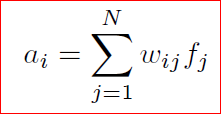 a_i = \sum_{j=1}^{N} w_{ij} f_j